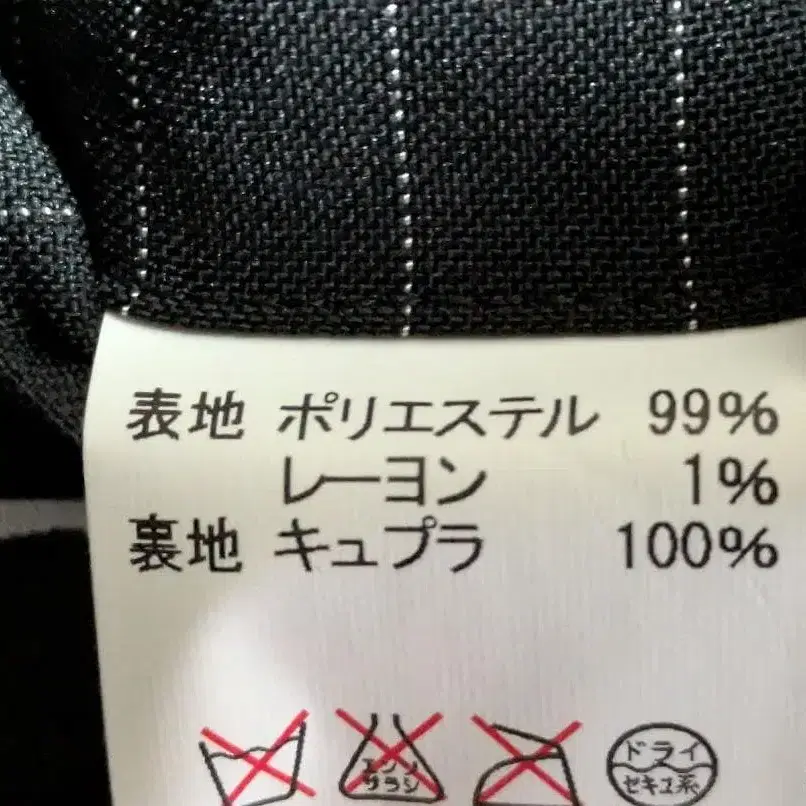 表地 ポリエステル 99%
レーヨン 1%
裏地 キュプラ 100%
エンソ
サラシ
ドライ
セキユ系